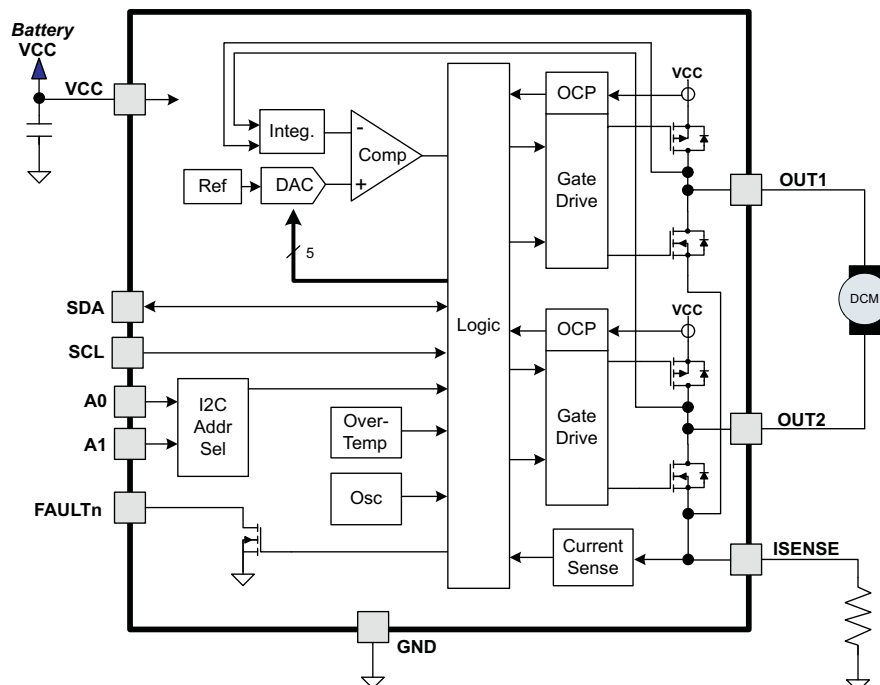 Battery
VCC
VCC
Integ.
-
+
Comp
Ref
DAC
5
Logic
OCP
Gate
Drive
VCC
OUT1
DCM
SDA
SCL
A0
A1
I2C
Addr
Sel
Over-
Temp
Osc
OCP
Gate
Drive
VCC
OUT2
FAULTn
Current
Sense
ISENSE
GND